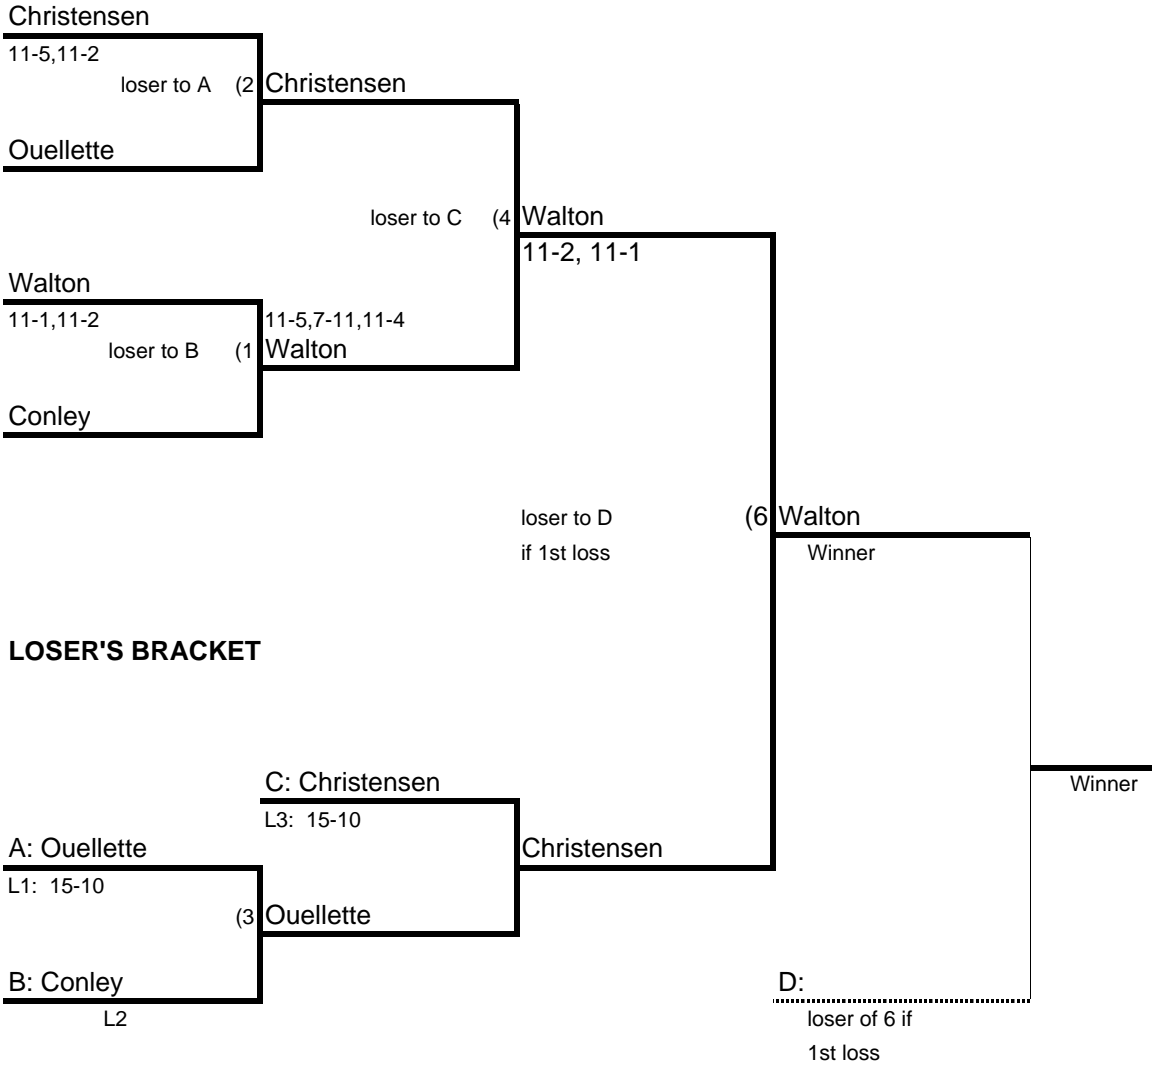 Christensen
11-5,11-2
loser to A (2 Christensen
Ouellette
loser to C (4 Walton
11-2, 11-1
Walton
11-1,11-2 11-5,7-11,11-4
loser to B (1 Walton
Conley
loser to D (6 Walton
if 1st loss Winner
LOSER'S BRACKET
C: Christensen
Winner
L3: 15-10
A: Ouellette Christensen
L1: 15-10
(3 Ouellette
B: Conley D:
L2 loser of 6 if
1st loss